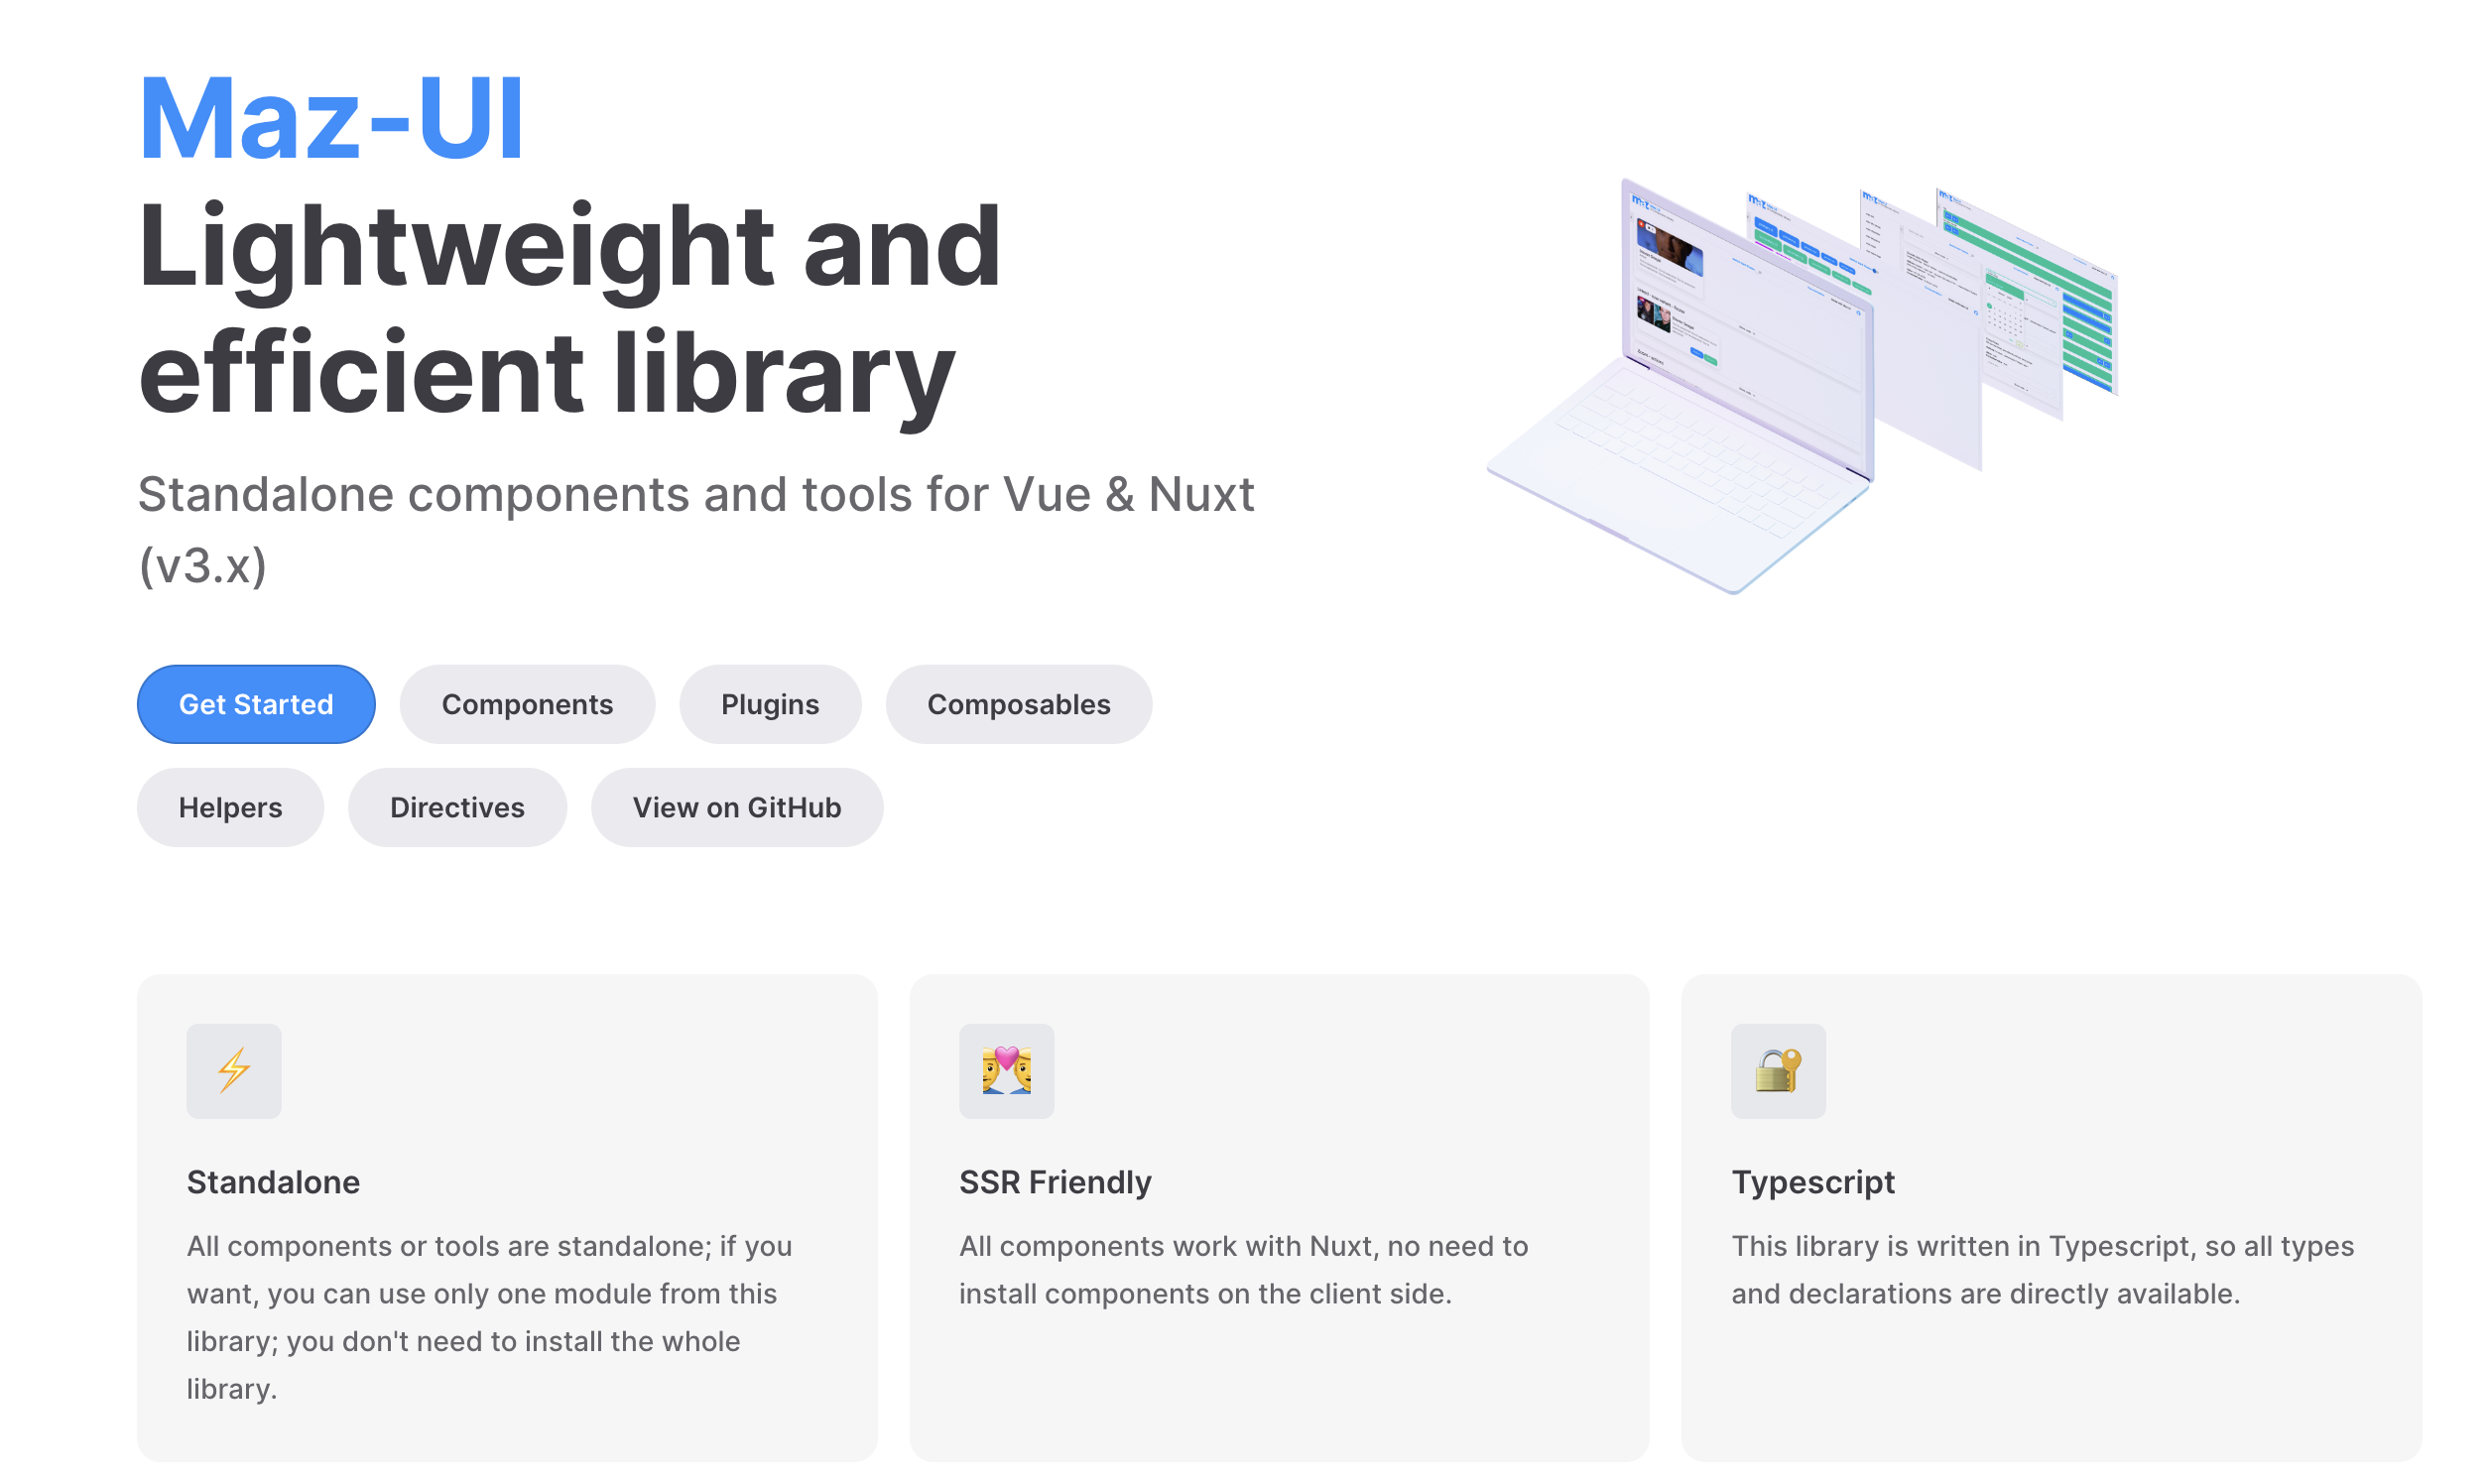 Maz-UI
Lightweight and
efficient library
Standalone components and tools for Vue & Nuxt
(v3.x)
Get Started
Components
Plugins
Composables
Helpers
Directives
View on GitHub
Standalone
All components or tools are standalone; if you
want, you can use only one module from this
library; you don't need to install the whole
library.
SSR Friendly
All components work with Nuxt, no need to
install components on the client side.
Typescript
This library is written in Typescript, so all types
and declarations are directly available.